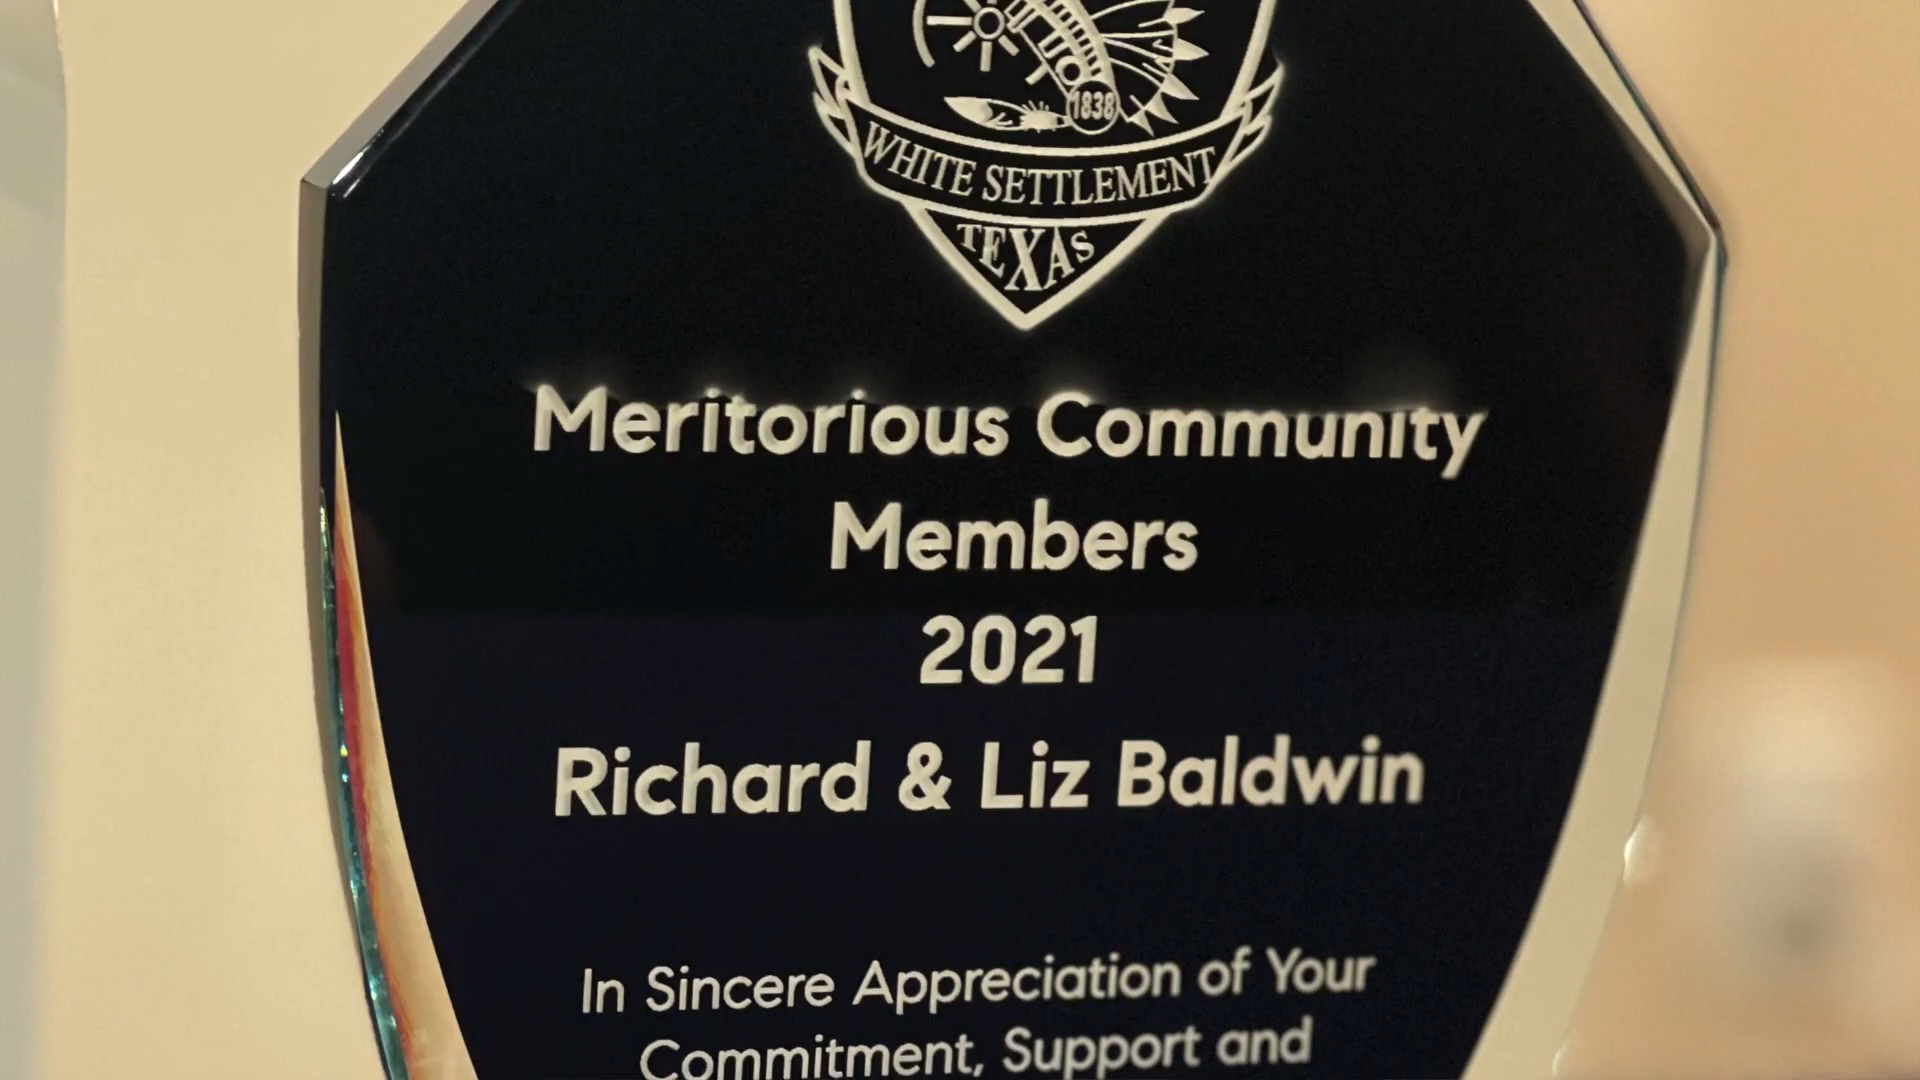 1838
WHITE SETTLEMENT
TEXAS
Meritorious Community
Members
2021
Richard & Liz Baldwin
In Sincere Appreciation of Your
Commitment, Support and